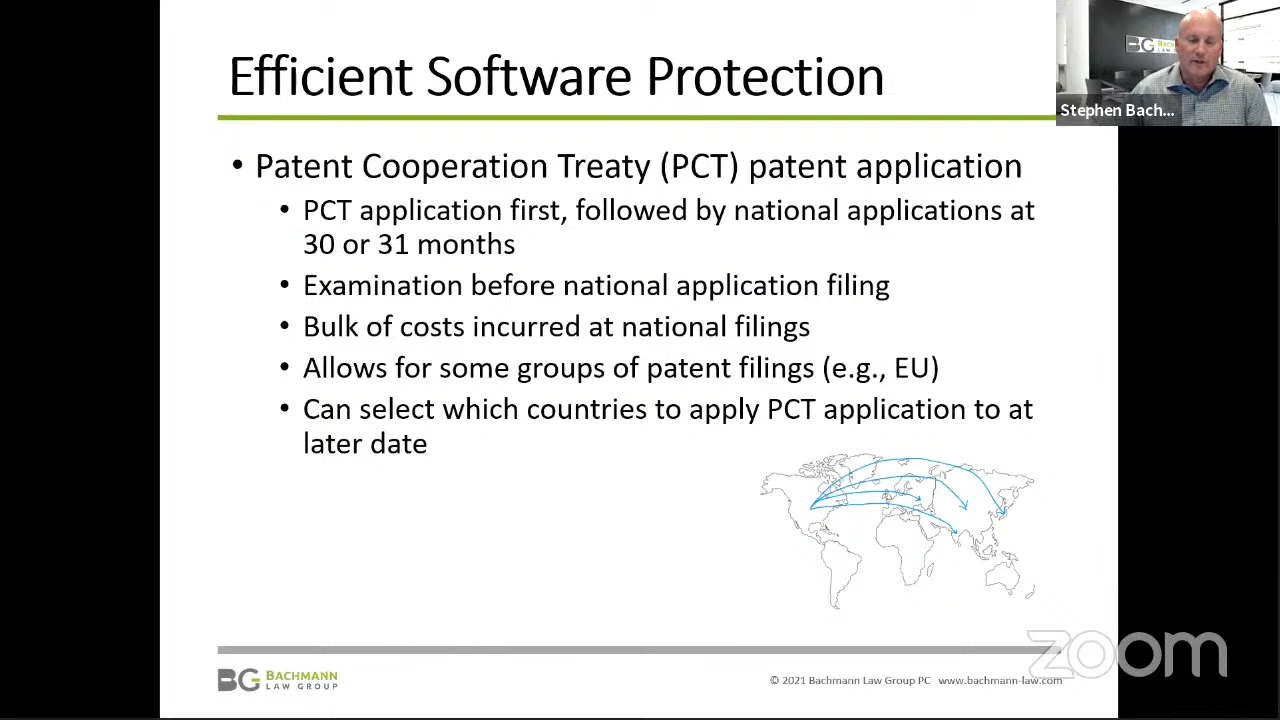 Efficient Software Protection
• Patent Cooperation Treaty (PCT) patent application
• PCT application first, followed by national applications at
30 or 31 months
• Examination before national application filing
• Bulk of costs incurred at national filings
• Allows for some groups of patent filings (e.g., EU)
• Can select which countries to apply PCT application to at
later date
BG BACHMANN
LAW GROUP
© 2021 Bachmann Law Group PC www.bachmann-law.com
zoom
BG
Stephen Bach...